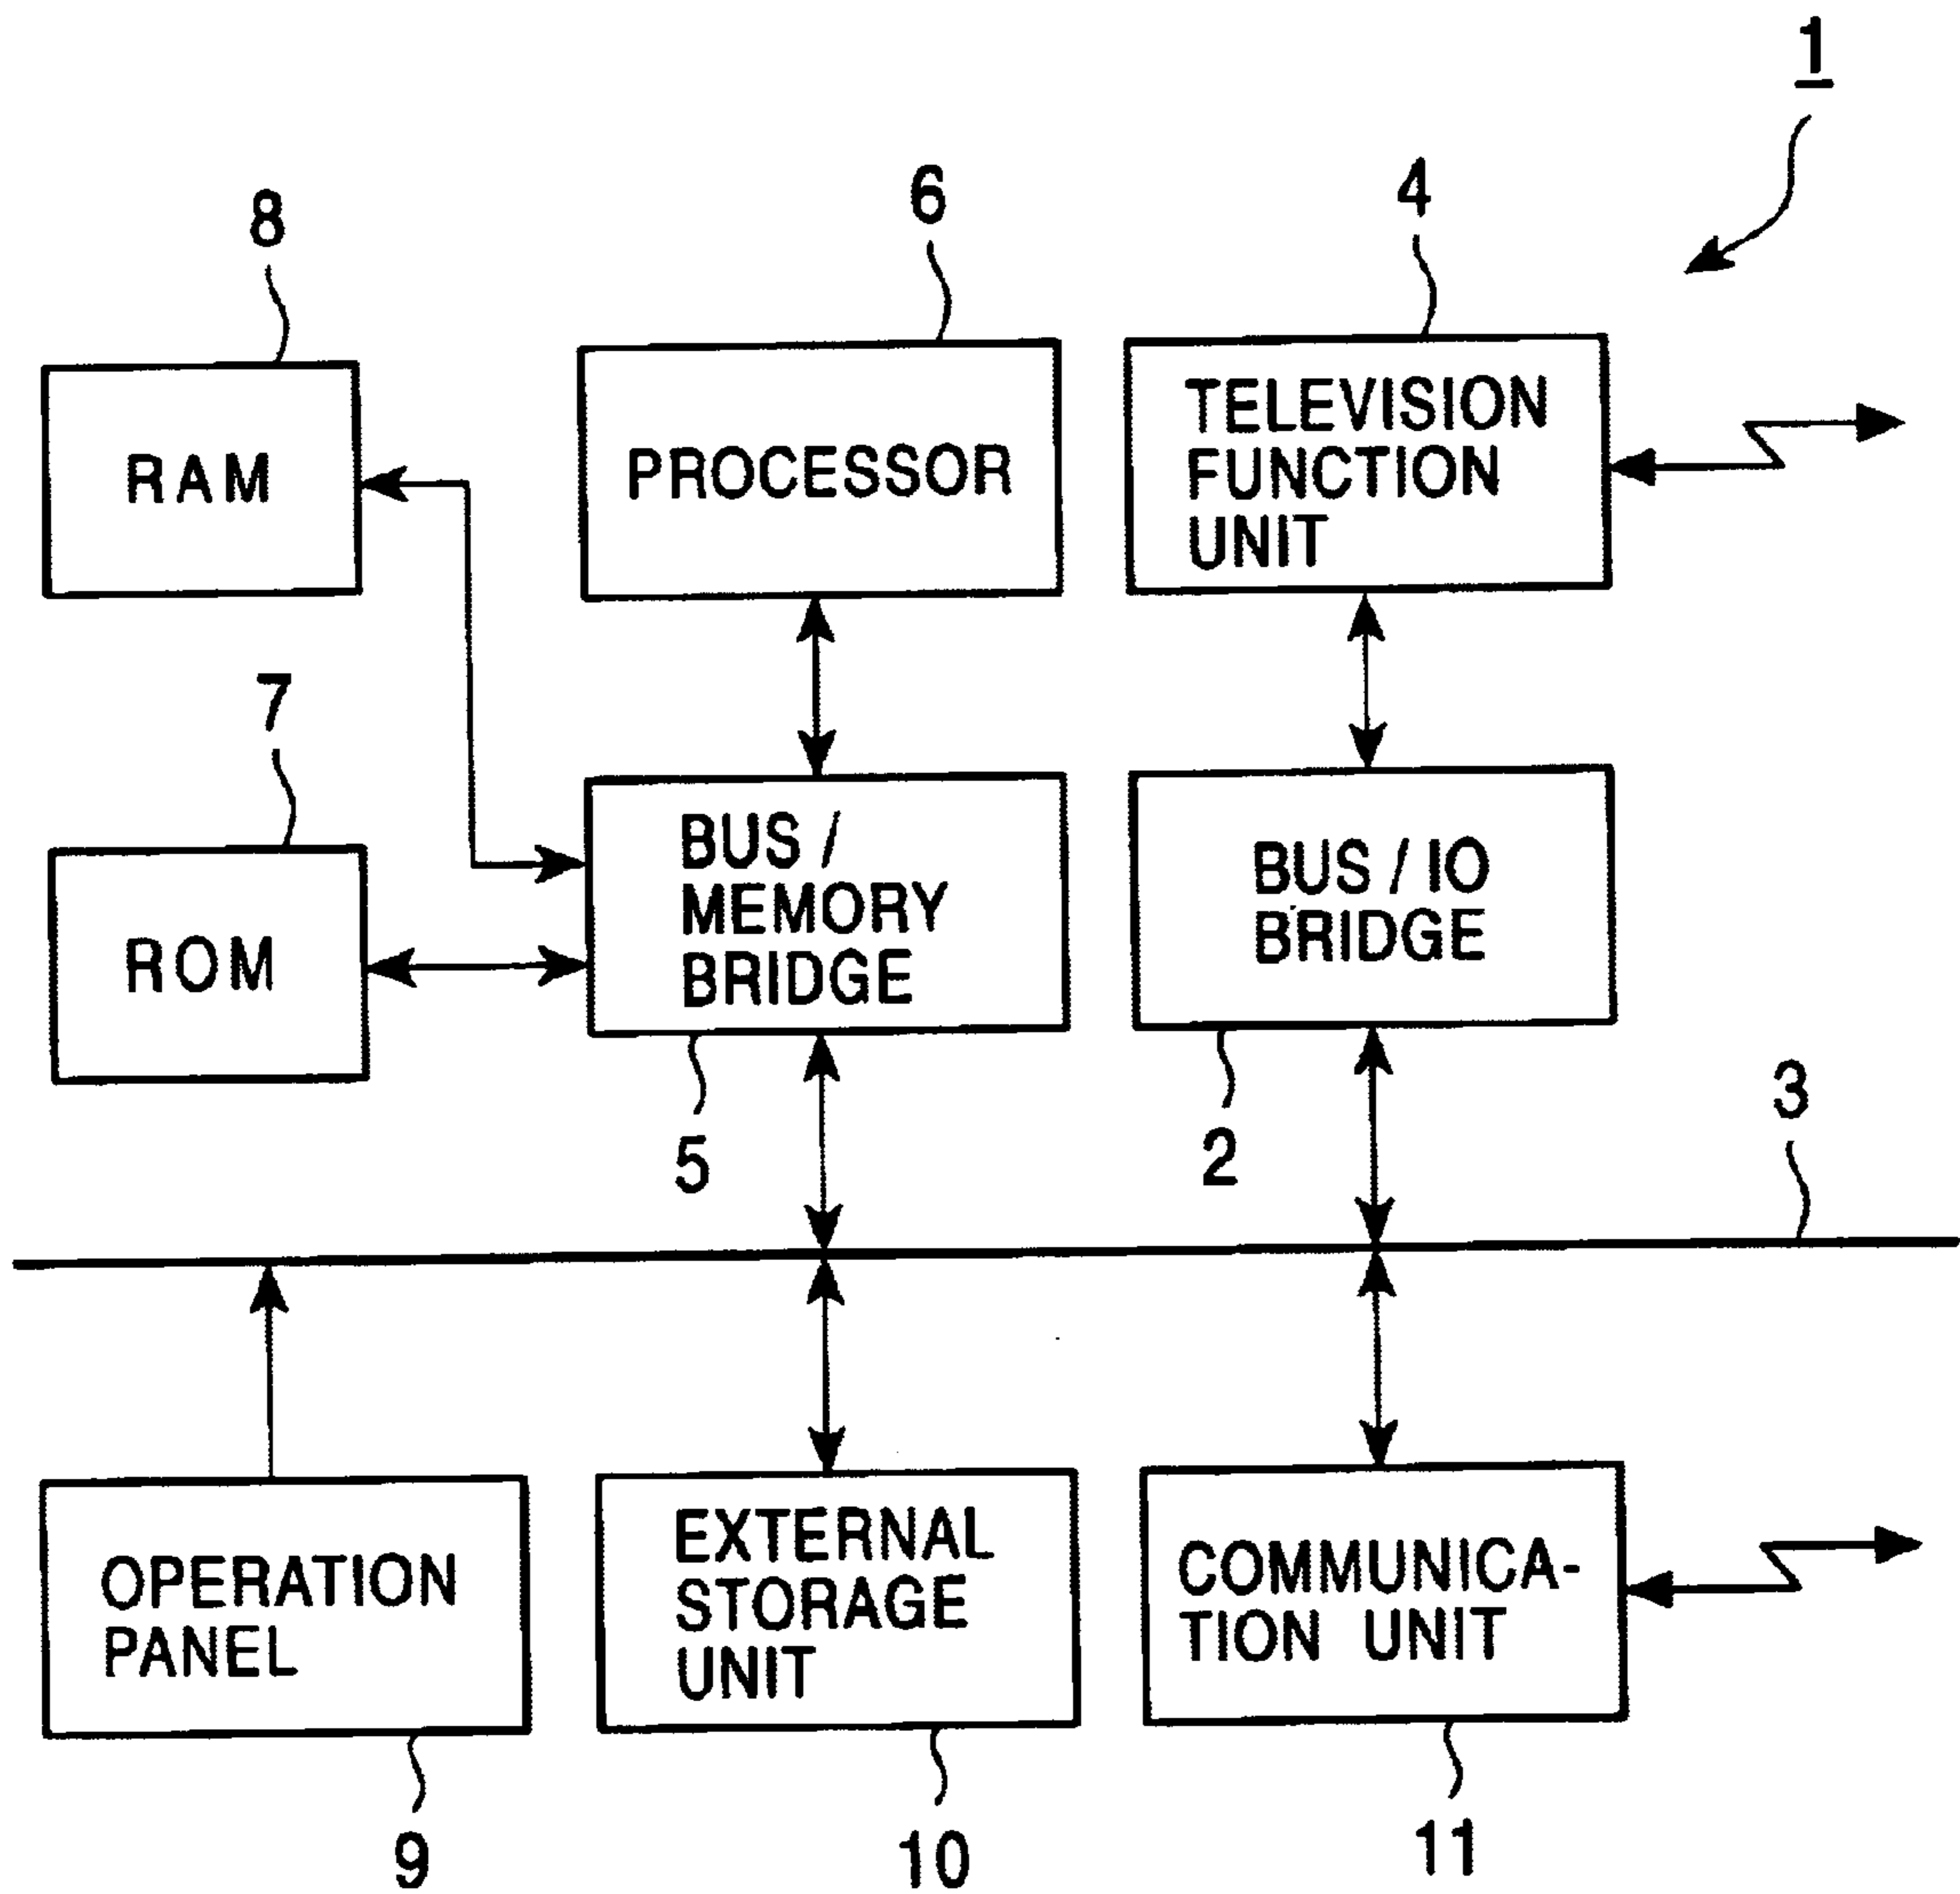 1
8
6
4
RAM
PROCESSOR
TELEVISION
FUNCTION
UNIT
7
ROM
BUS /
MEMORY
BRIDGE
BUS / IO
BRIDGE
5
2
3
OPERATION
PANEL
EXTERNAL
STORAGE
UNIT
COMMUNICA-
TION UNIT
9
10
11